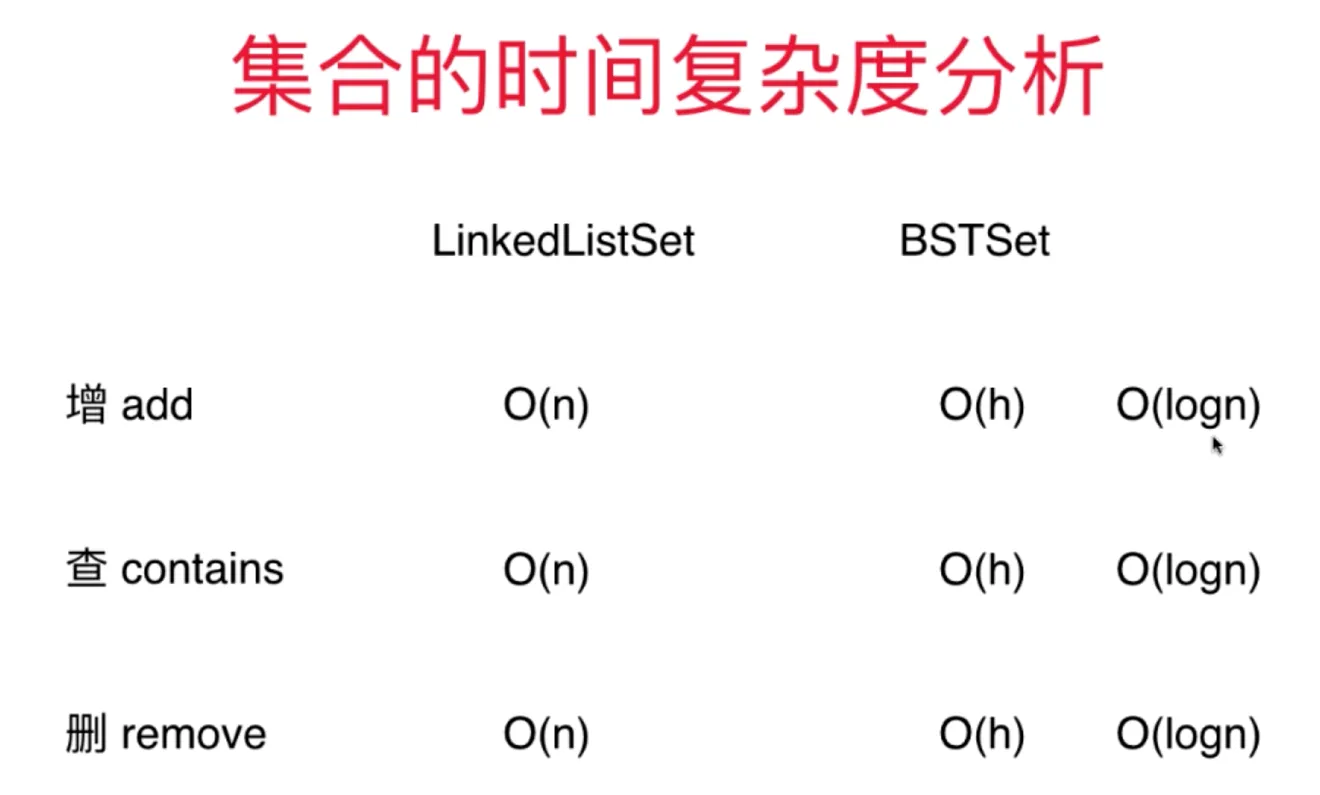 集合的时间复杂度分析
LinkedListSet BSTSet
增 add O(n) O(h) O(logn)
查 contains O(n) O(h) O(logn)
删 remove O(n) O(h) O(logn)